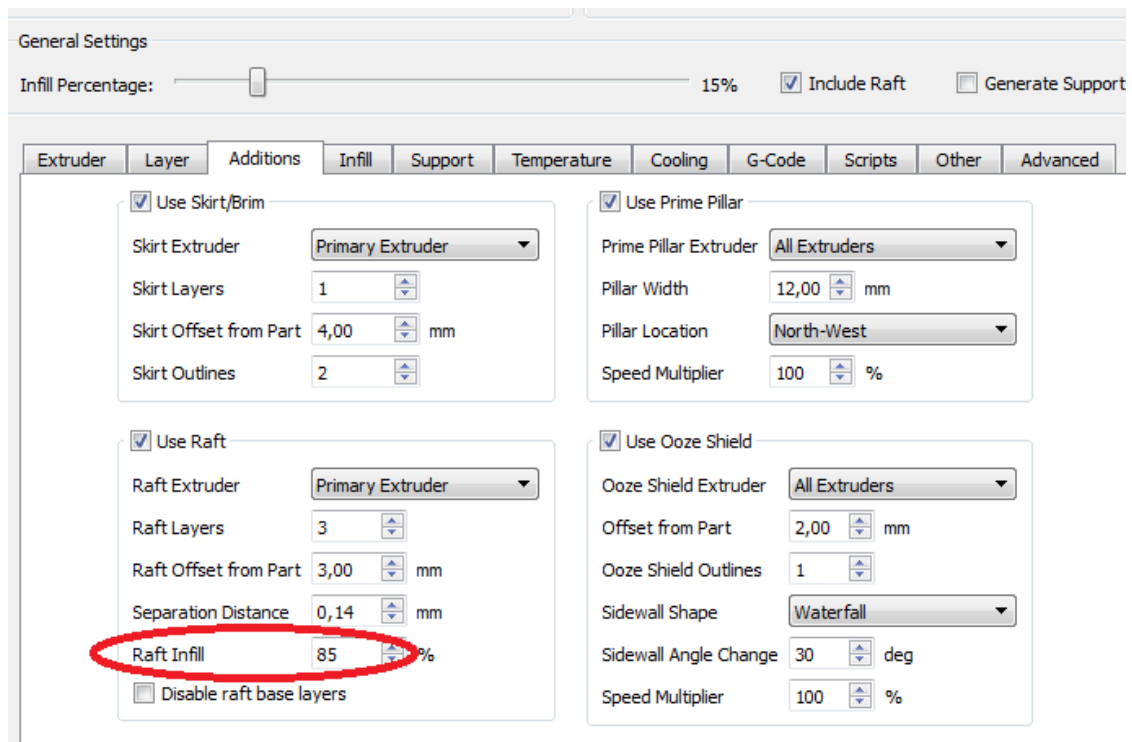 General Settings
Infill Percentage: 15% Include Raft Generate Support
Extruder Layer Additions Infill Support Temperature Cooling G-Code Scripts Other Advanced
Use Skirt/Brim
Skirt Extruder Primary Extruder
Skirt Layers 1
Skirt Offset from Part 4,00 mm
Skirt Outlines 2
Use Prime Pillar
Prime Pillar Extruder All Extruders
Pillar Width 12,00 mm
Pillar Location North-West
Speed Multiplier 100 %
Use Raft
Raft Extruder Primary Extruder
Raft Layers 3
Raft Offset from Part 3,00 mm
Separation Distance 0,14 mm
Raft Infill 85 %
Disable raft base layers
Use Ooze Shield
Ooze Shield Extruder All Extruders
Offset from Part 2,00 mm
Ooze Shield Outlines 1
Sidewall Shape Waterfall
Sidewall Angle Change 30 deg
Speed Multiplier 100 %